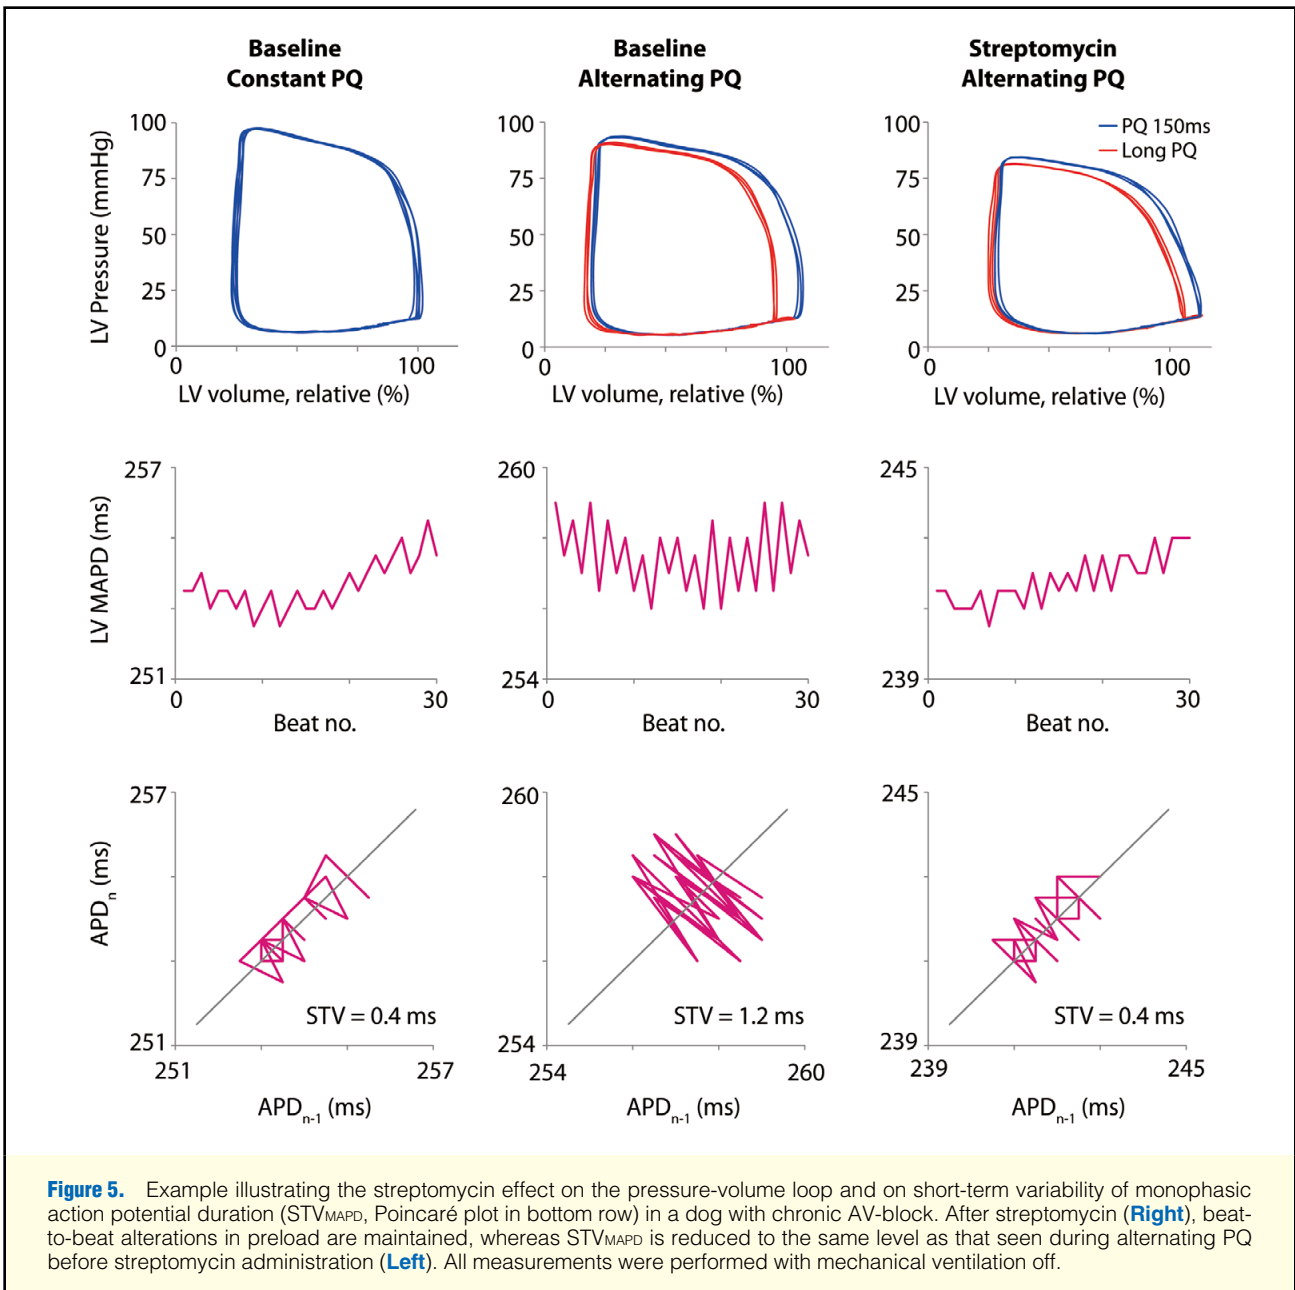 Baseline
Constant PQ
Baseline
Alternating PQ
Streptomycin
Alternating PQ
LV Pressure (mmHg)
100
75
50
25
0
0
100
LV volume, relative (%)
100
75
50
25
0
0
100
LV volume, relative (%)
PQ 150ms
Long PQ
100
75
50
25
0
0
100
LV volume, relative (%)
LV MAPD (ms)
257
251
0
30
Beat no.
260
254
0
30
Beat no.
245
239
0
30
Beat no.
APDn (ms)
257
251
251
257
STV = 0.4 ms
APDn-1 (ms)
260
254
254
260
STV = 1.2 ms
APDn-1 (ms)
245
239
239
245
STV = 0.4 ms
APDn-1 (ms)
Figure 5. Example illustrating the streptomycin effect on the pressure-volume loop and on short-term variability of monophasic
action potential duration (STVMAPD, Poincaré plot in bottom row) in a dog with chronic AV-block. After streptomycin (Right), beat-
to-beat alterations in preload are maintained, whereas STVMAPD is reduced to the same level as that seen during alternating PQ
before streptomycin administration (Left). All measurements were performed with mechanical ventilation off.